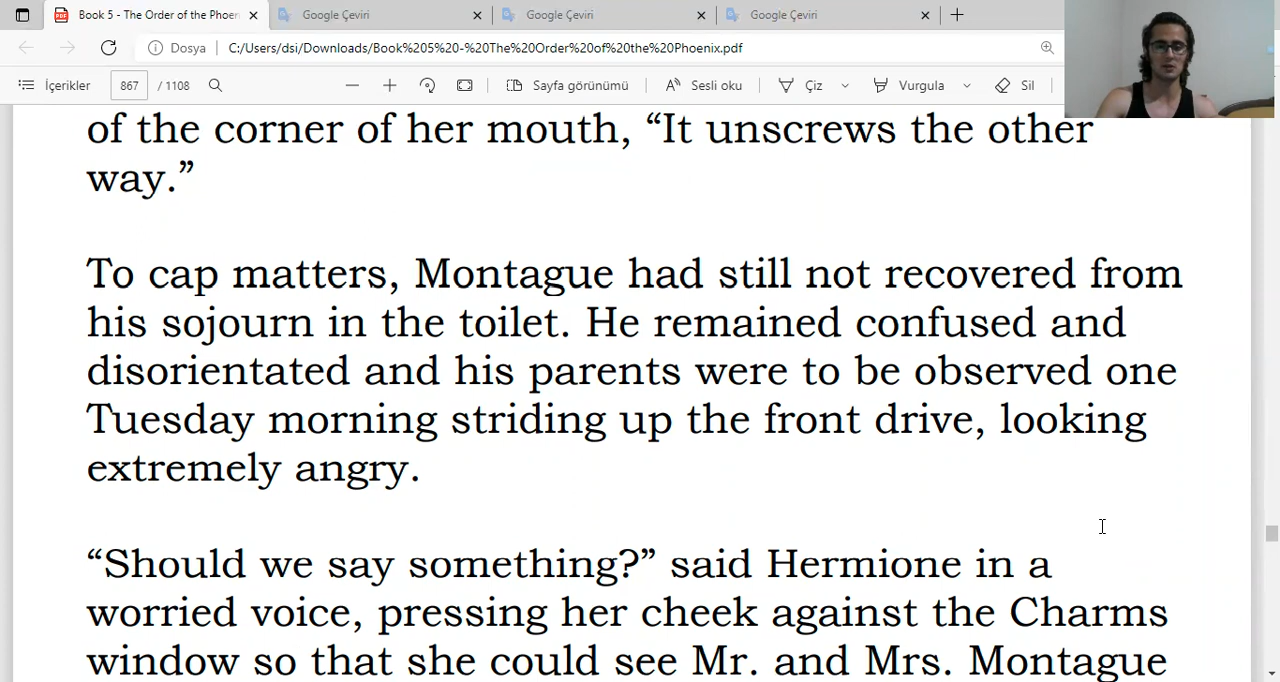 Book 5 - The Order of the Phoen
Google Çeviri
Google Çeviri
Google Çeviri
Dosya
C:/Users/dsi/Downloads/Book%205%20-%20The%20Order%20of%20the%20Phoenix.pdf
İçerikler
867
/ 1108
Sayfa görünümü
Sesli oku
Çiz
Vurgula
Sil
of the corner of her mouth, “It unscrews the other
way.”
To cap matters, Montague had still not recovered from
his sojourn in the toilet. He remained confused and
disorientated and his parents were to be observed one
Tuesday morning striding up the front drive, looking
extremely angry.
“Should we say something?” said Hermione in a
worried voice, pressing her cheek against the Charms
window so that she could see Mr. and Mrs. Montague